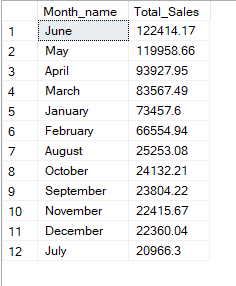 Month_name Total_Sales
1 June 122414.17
2 May 119958.66
3 April 93927.95
4 March 83567.49
5 January 73457.6
6 February 66554.94
7 August 25253.08
8 October 24132.21
9 September 23804.22
10 November 22415.67
11 December 22360.04
12 July 20966.3